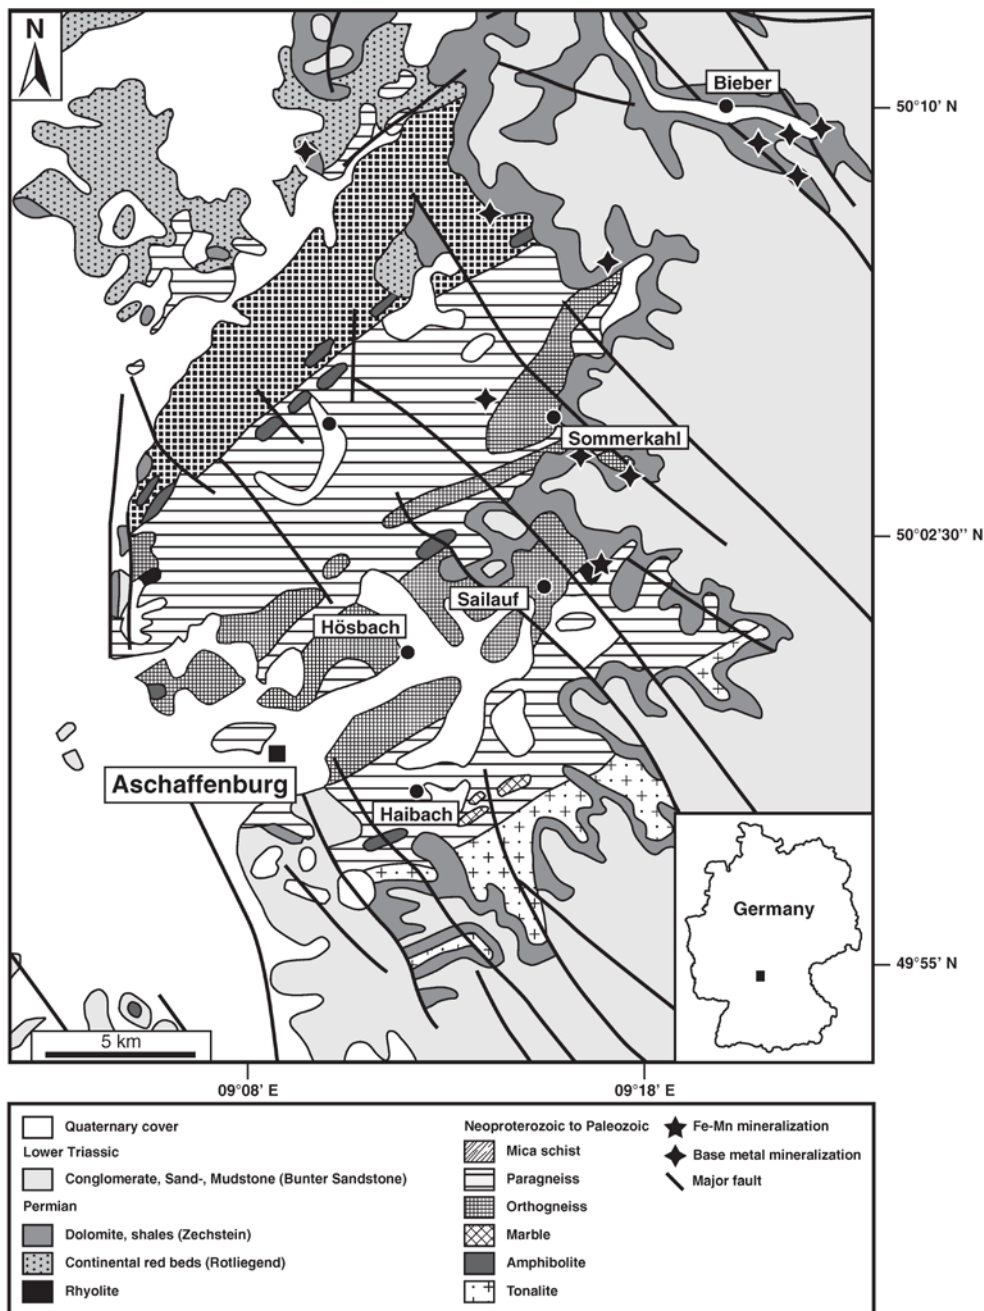 N
Bieber
50°10' N
Sommerkahl
50°02'30'' N
Sailauf
Hösbach
Aschaffenburg
Haibach
Germany
49°55' N
5 km
09°08' E
09°18' E
Quaternary cover
Lower Triassic
Conglomerate, Sand-, Mudstone (Bunter Sandstone)
Permian
Dolomite, shales (Zechstein)
Continental red beds (Rotliegend)
Rhyolite
Neoproterozoic to Paleozoic
Mica schist
Paragneiss
Orthogneiss
Marble
Amphibolite
Tonalite
Fe-Mn mineralization
Base metal mineralization
Major fault